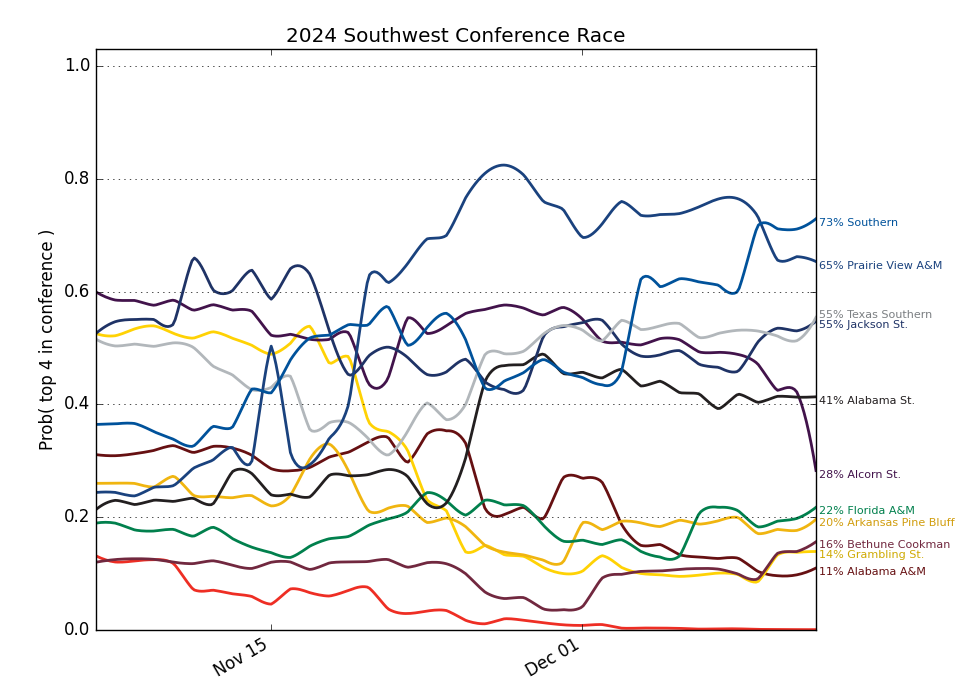 2024 Southwest Conference Race
Prob( top 4 in conference )
1.0
0.8
0.6
0.4
0.2
0.0
Nov 15
Dec 01
73% Southern
65% Prairie View A&M
55% Texas Southern
55% Jackson St.
41% Alabama St.
28% Alcorn St.
22% Florida A&M
20% Arkansas Pine Bluff
16% Bethune Cookman
14% Grambling St.
11% Alabama A&M